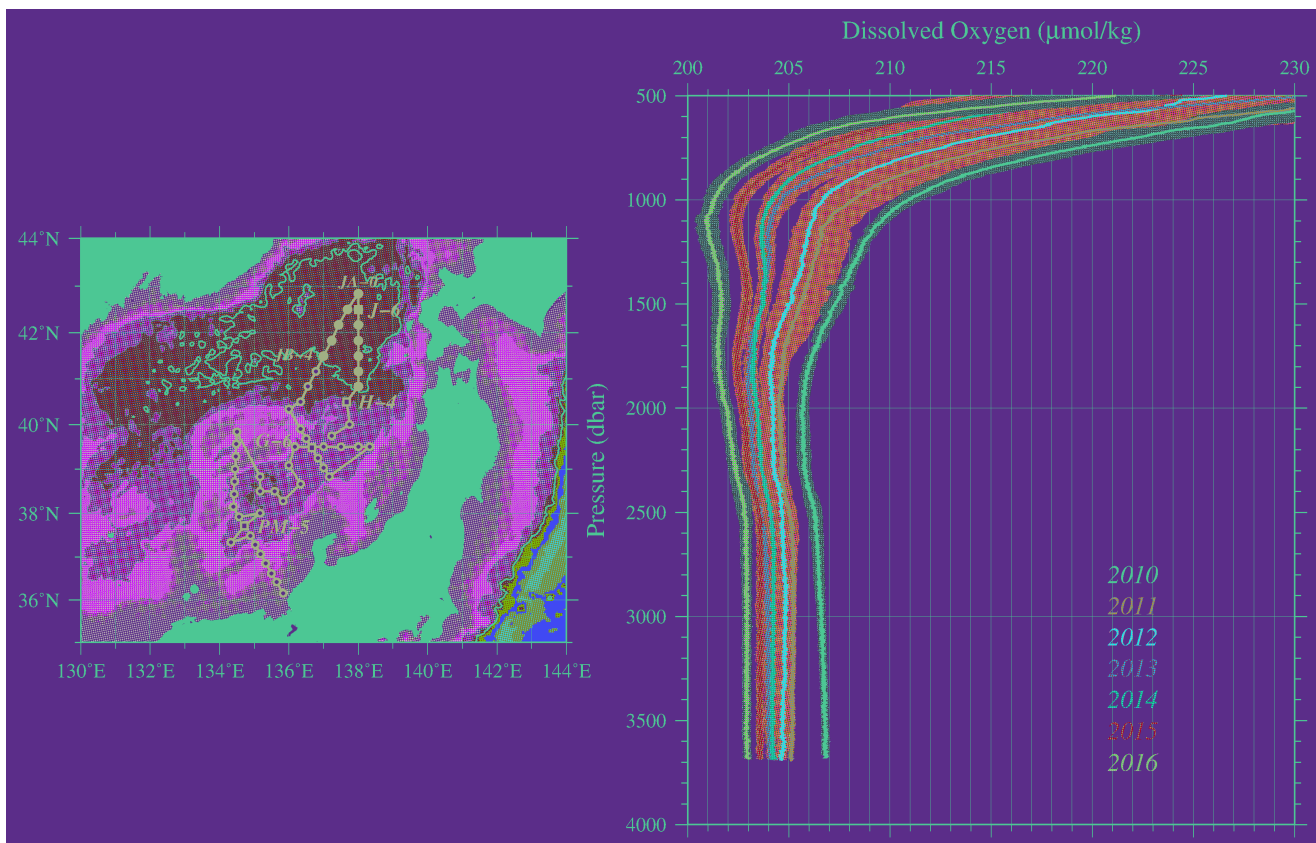 Dissolved Oxygen (μmol/kg)
200 205 210 215 220 225 230
500
1000
1500
2000
2500
3000
3500
4000
Pressure (dbar)
2010
2011
2012
2013
2014
2015
2016
44°N
42°N
40°N
38°N
36°N
130°E 132°E 134°E 136°E 138°E 140°E 142°E 144°E
J-6
H-4
G-6
PM-5